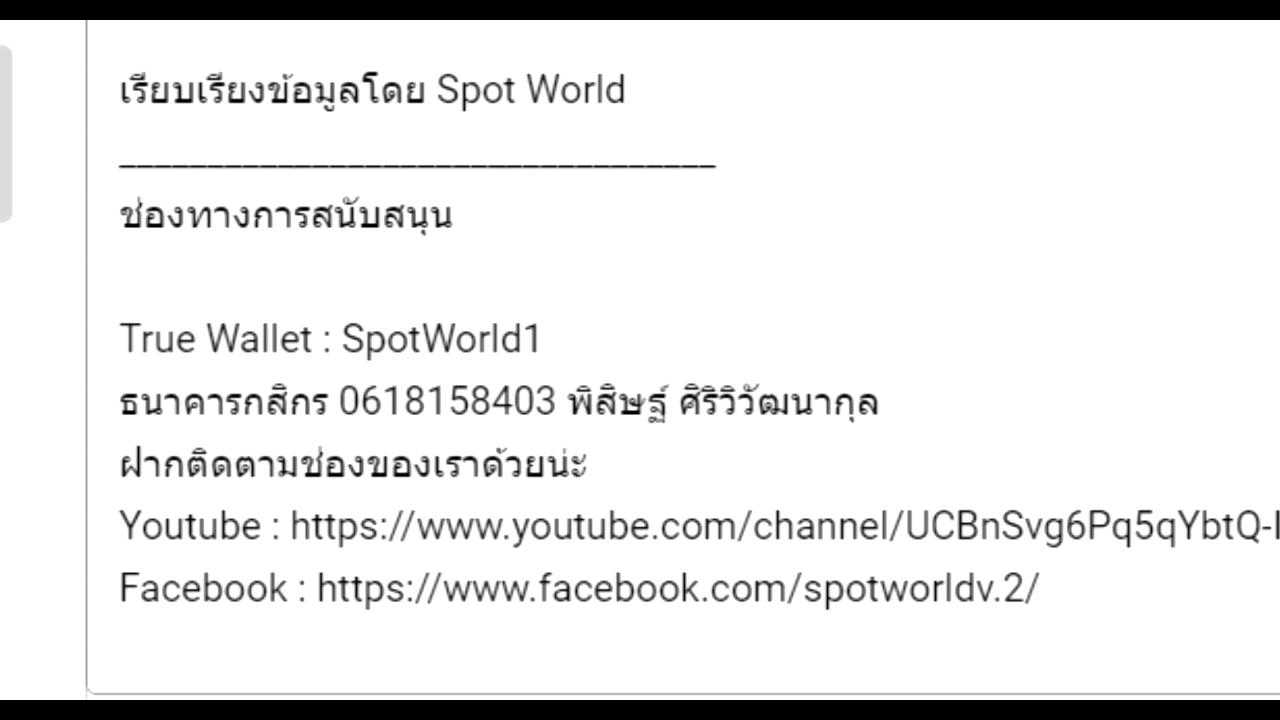 เรียบเรียงข้อมูลโดย Spot World
__________________________________
ช่องทางการสนับสนุน
True Wallet : SpotWorld1
ธนาคารกสิกร 0618158403 พิสิษฐ์ ศิริวิวัฒนากุล
ฝากติดตามช่องของเราด้วยน่ะ
Youtube : https://www.youtube.com/channel/UCBnSvg6Pq5qYbtQ-
Facebook : https://www.facebook.com/spotworldv.2/